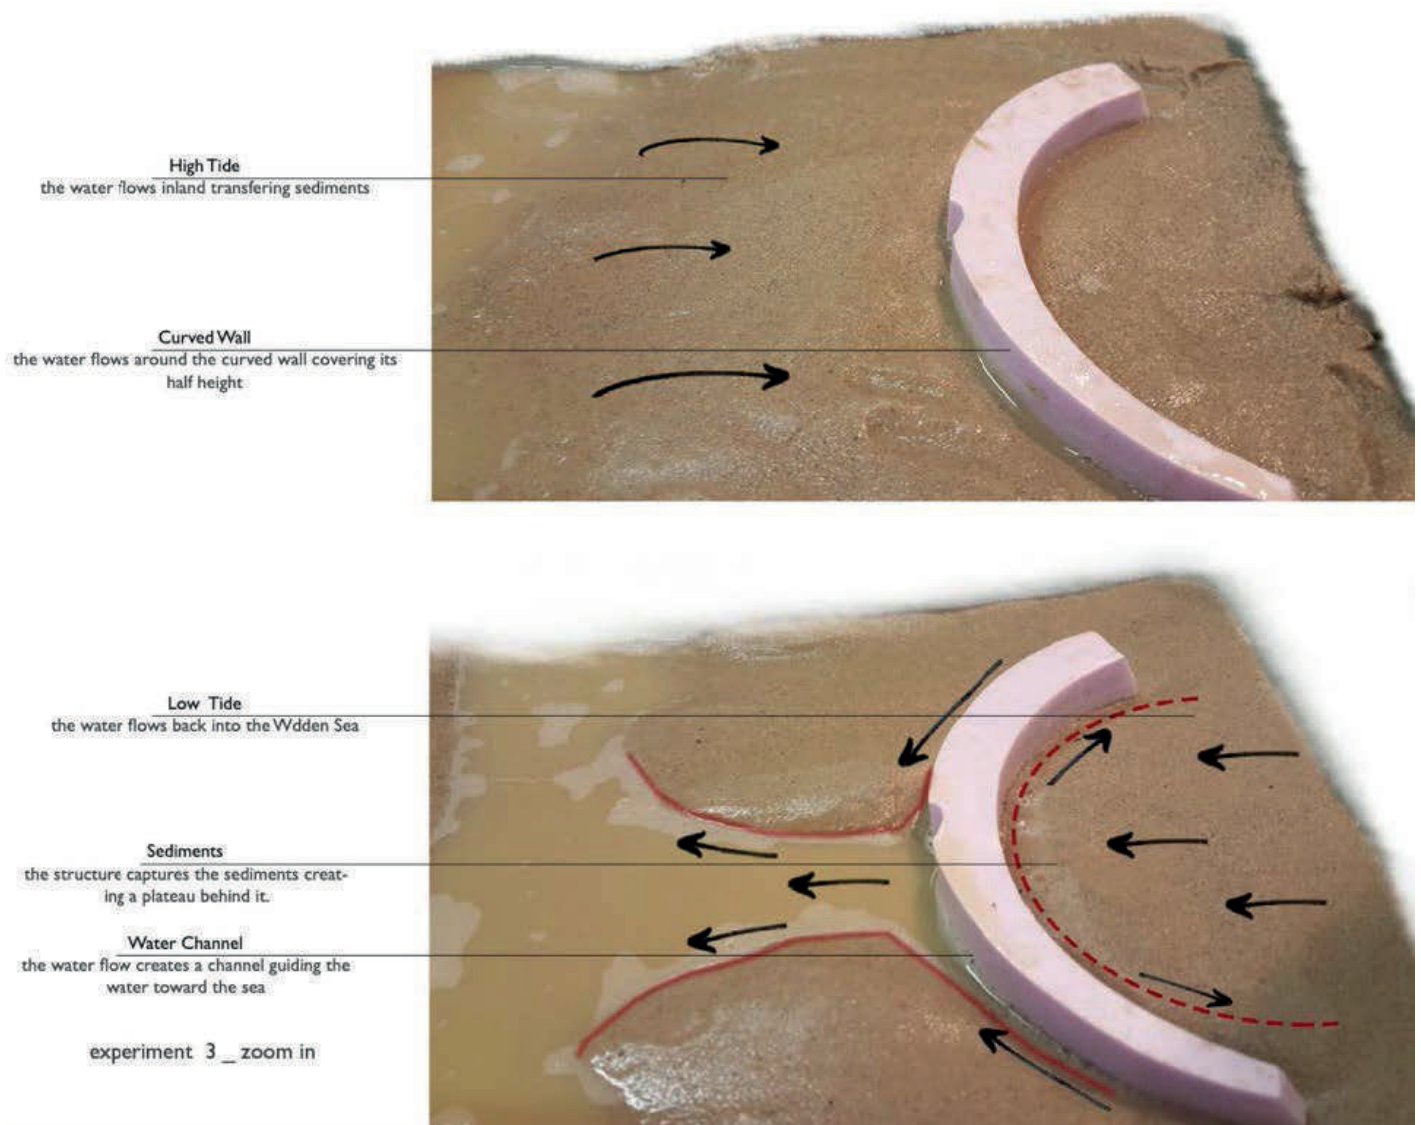 High Tide
the water flows inland transfering sediments
Curved Wall
the water flows around the curved wall covering its
half height
Low Tide
the water flows back into the Wdden Sea
Sediments
the structure captures the sediments creat-
ing a plateau behind it.
Water Channel
the water flow creates a channel guiding the
water toward the sea
experiment 3 _ zoom in